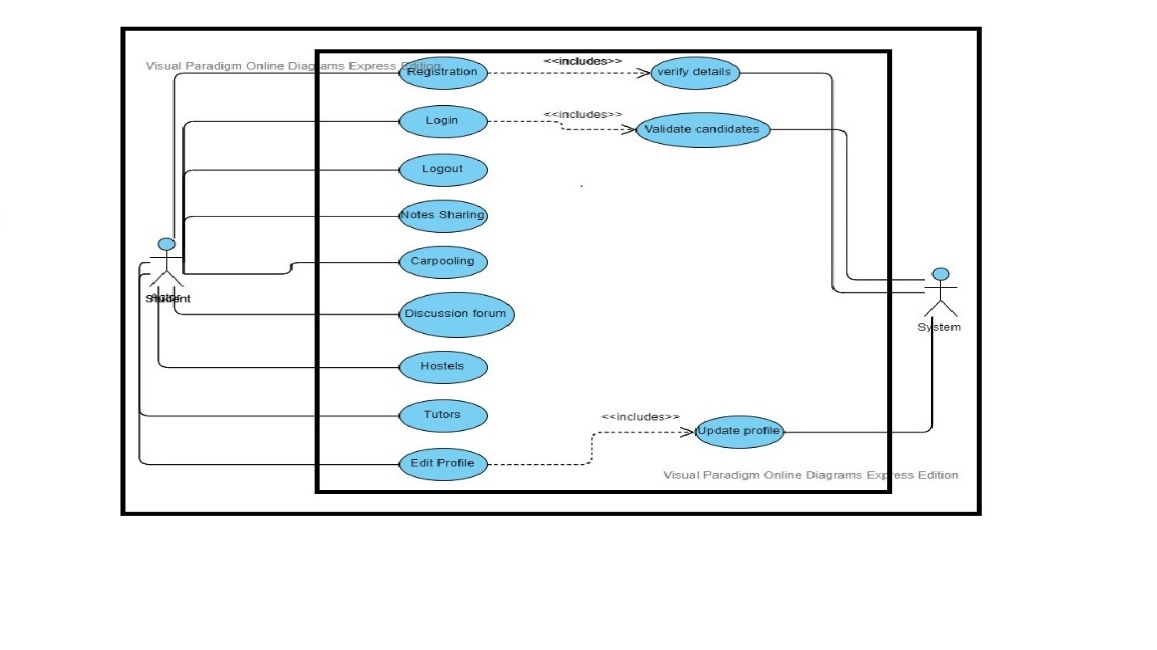 Visual Paradigm Online Diagrams Express Edition
Registration
<<includes>>
verify details
Login
<<includes>>
Validate candidates
Logout
Notes Sharing
Carpooling
Student
System
Discussion forum
Hostels
Tutors
<<includes>>
Update profile
Edit Profile
Visual Paradigm Online Diagrams Express Edition